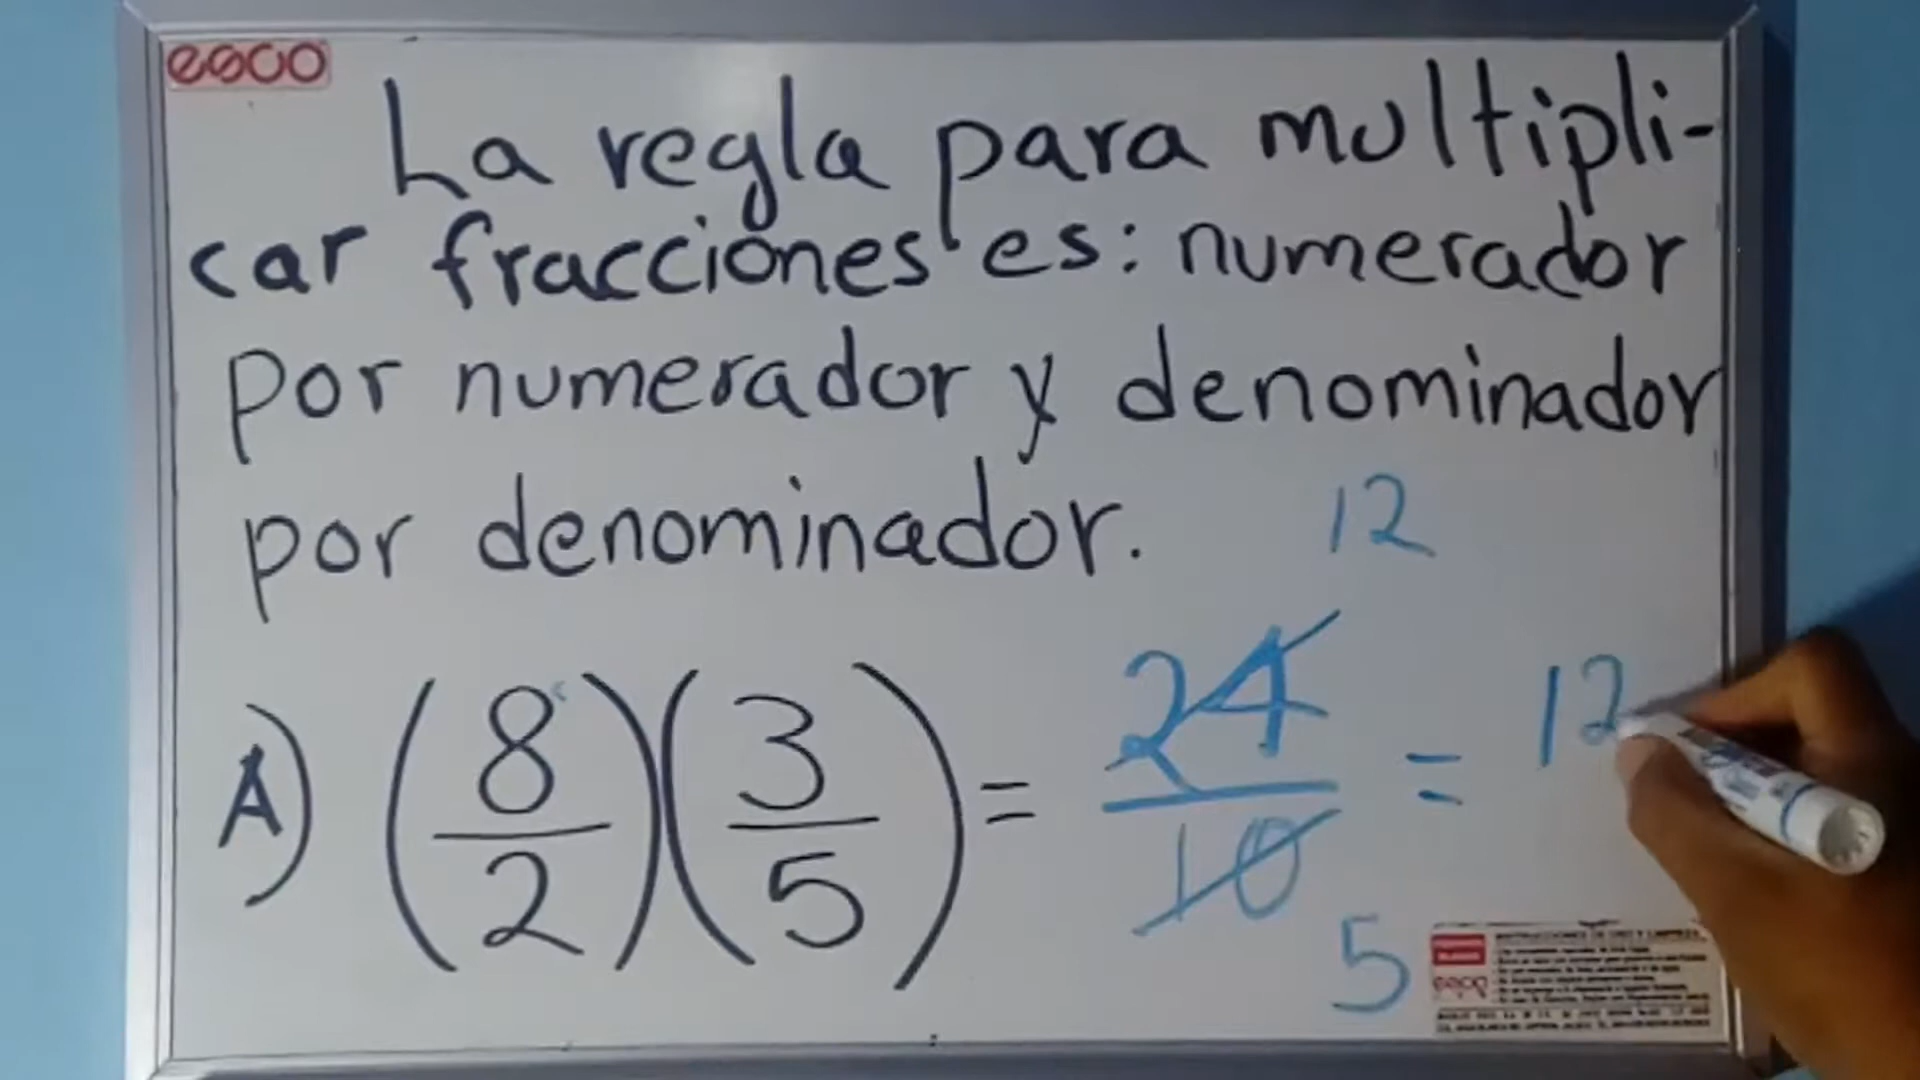 esco
La regla para multipli-
car fracciones es: numerador
por numerador y denominador
por denominador.
12
A) (8/2)(3/5) = 24/10 = 12
5
esco